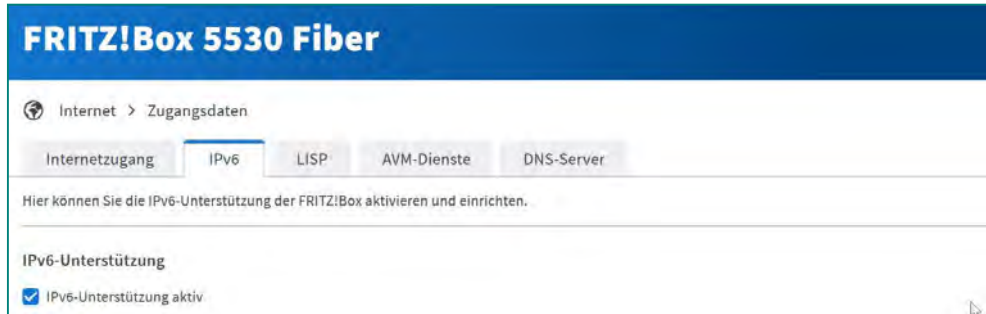 FRITZ!Box 5530 Fiber
Internet > Zugangsdaten
Internetzugang IPv6 LISP AVM-Dienste DNS-Server
Hier können Sie die IPv6-Unterstützung der FRITZ!Box aktivieren und einrichten.
IPv6-Unterstützung
IPv6-Unterstützung aktiv